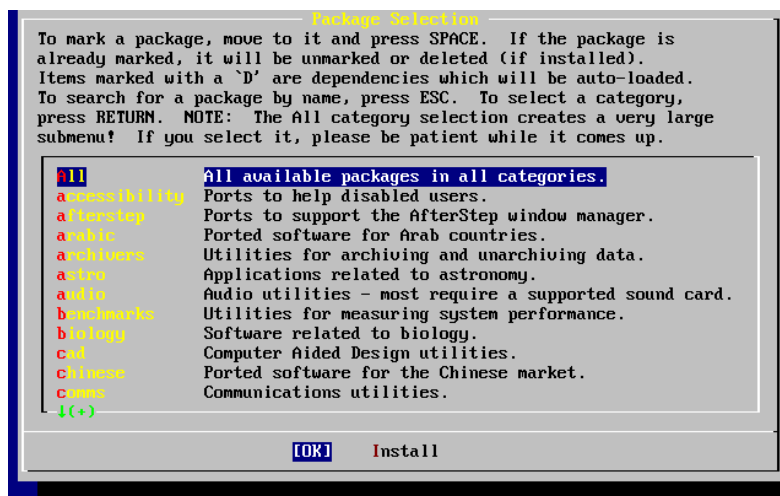 Package Selection
To mark a package, move to it and press SPACE.  If the package is
already marked, it will be unmarked or deleted (if installed).
Items marked with a `D' are dependencies which will be auto-loaded.
To search for a package by name, press ESC.  To select a category,
press RETURN.  NOTE:  The All category selection creates a very large
submenu!  If you select it, please be patient while it comes up.
All All available packages in all categories.
accessibility Ports to help disabled users.
afterstep Ports to support the AfterStep window manager.
arabic Ported software for Arab countries.
archivers Utilities for archiving and unarchiving data.
astro Applications related to astronomy.
audio Audio utilities - most require a supported sound card.
benchmarks Utilities for measuring system performance.
biology Software related to biology.
cad Computer Aided Design utilities.
chinese Ported software for the Chinese market.
comms Communications utilities.
↓(+)
[OK] Install